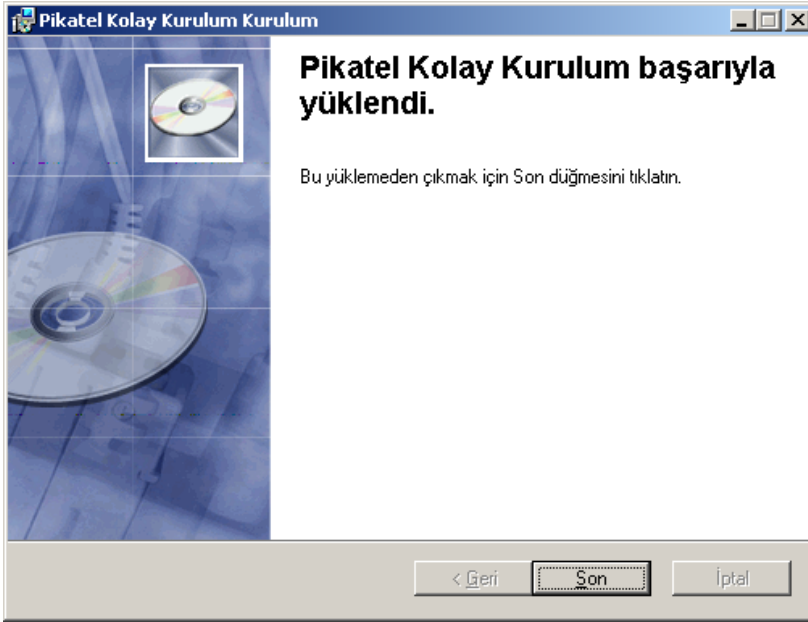 Pikatel Kolay Kurulum Kurulum
Pikatel Kolay Kurulum başarıyla
yüklendi.
Bu yüklemeden çıkmak için Son düğmesini tıklatın.
< Geri
Son
İptal